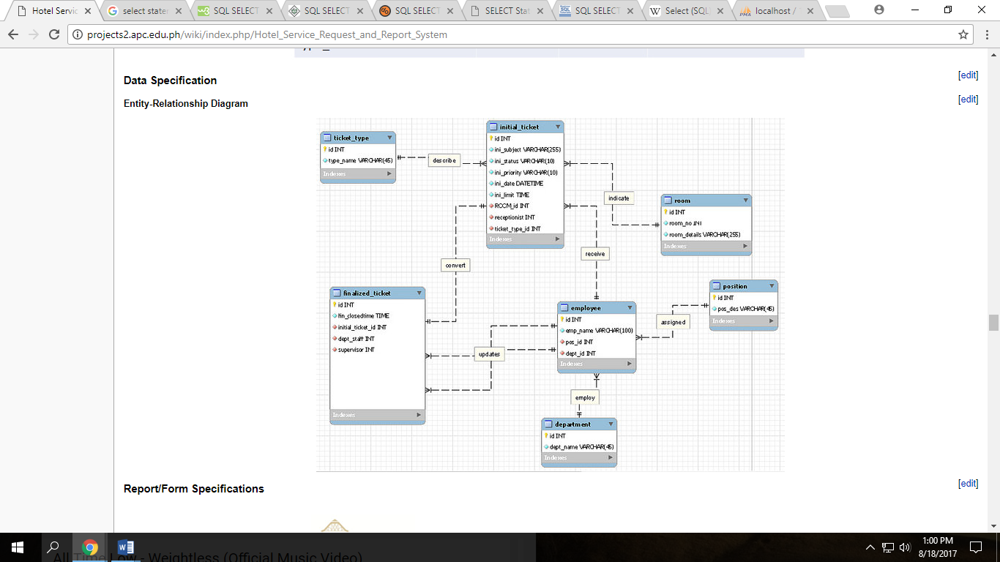 Hotel Servic
select stater
SQL SELECT
SQL SELECT
SQL SELECT
SELECT Stat
SQL SELECT
Select (SQL
localhost /
projects2.apc.edu.ph/wiki/index.php/Hotel_Service_Request_and_Report_System
Data Specification
[edit]
Entity-Relationship Diagram
[edit]
ticket_type
id INT
type_name VARCHAR(45)
Indexes
describe
initial_ticket
id INT
ini_subject VARCHAR(255)
ini_status VARCHAR(10)
ini_priority VARCHAR(10)
ini_date DATETIME
ini_limit TIME
ROOM_id INT
receptionist INT
ticket_type_id INT
Indexes
indicate
room
id INT
room_no INT
room_details VARCHAR(255)
Indexes
receive
convert
finalized_ticket
id INT
fin_closedtime TIME
initial_ticket_id INT
dept_staff INT
supervisor INT
Indexes
updates
employee
id INT
emp_name VARCHAR(100)
pos_id INT
dept_id INT
Indexes
assigned
position
id INT
pos_des VARCHAR(45)
Indexes
employ
department
id INT
dept_name VARCHAR(45)
Indexes
Report/Form Specifications
[edit]
All Time Low - Weightless (Official Music Video)
1:00 PM
8/18/2017